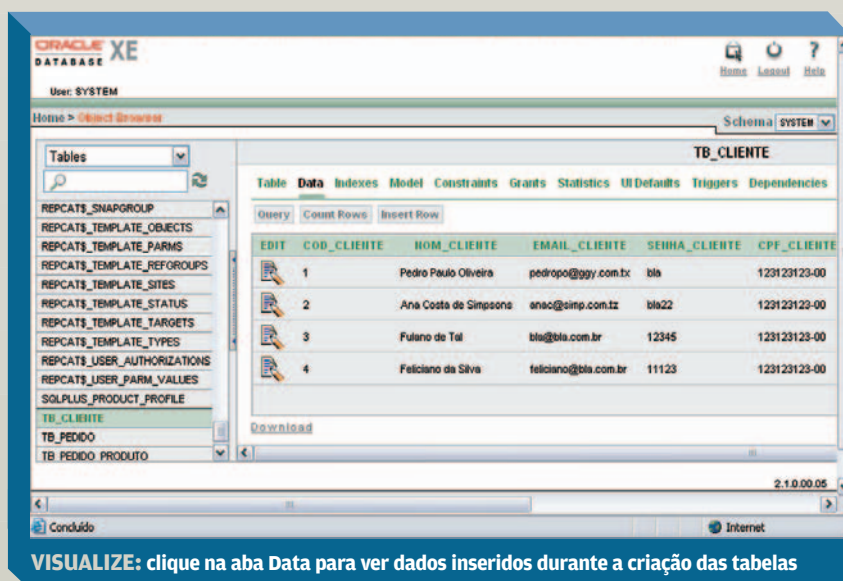 ORACLE XE
DATABASE
Home Logout Help
User: SYSTEM
Home > Object Browser
Schema SYSTEM
Tables
TB_CLIENTE
Table Data Indexes Model Constraints Grants Statistics UI Defaults Triggers Dependencies
Query Count Rows Insert Row
REPCAT$_SNAPGROUP
REPCAT$_TEMPLATE_OBJECTS
REPCAT$_TEMPLATE_PARMS
REPCAT$_TEMPLATE_REFGROUPS
REPCAT$_TEMPLATE_SITES
REPCAT$_TEMPLATE_STATUS
REPCAT$_TEMPLATE_TARGETS
REPCAT$_TEMPLATE_TYPES
REPCAT$_USER_AUTHORIZATIONS
REPCAT$_USER_PARM_VALUES
SQLPLUS_PRODUCT_PROFILE
TB_CLIENTE
TB_PEDIDO
TB_PEDIDO_PRODUTO
EDIT COD_CLIENTE NOM_CLIENTE EMAIL_CLIENTE SENHA_CLIENTE CPF_CLIENTE
1 Pedro Paulo Oliveira pedropo@ggy.com.tx bla 123123123-00
2 Ana Costa de Simpsons anac@simp.com.tz bla22 123123123-00
3 Fulano de Tal bla@bla.com.br 12345 123123123-00
4 Feliciano da Silva feliciano@bla.com.br 11123 123123123-00
Download
2.1.0.00.05
Concluído Internet
VISUALIZE: clique na aba Data para ver dados inseridos durante a criação das tabelas